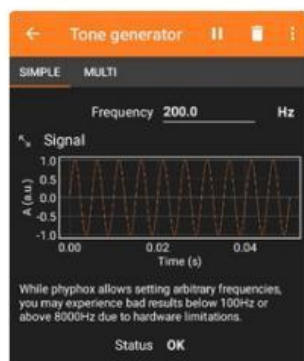 Tone generator
SIMPLE MULTI
Frequency 200.0 Hz
Signal
A (a.u.)
1.0
0.5
0.0
-0.5
-1.0
0.00 0.02 0.04
Time (s)
While phyphox allows setting arbitrary frequencies,
you may experience bad results below 100Hz or
above 8000Hz due to hardware limitations.
Status OK